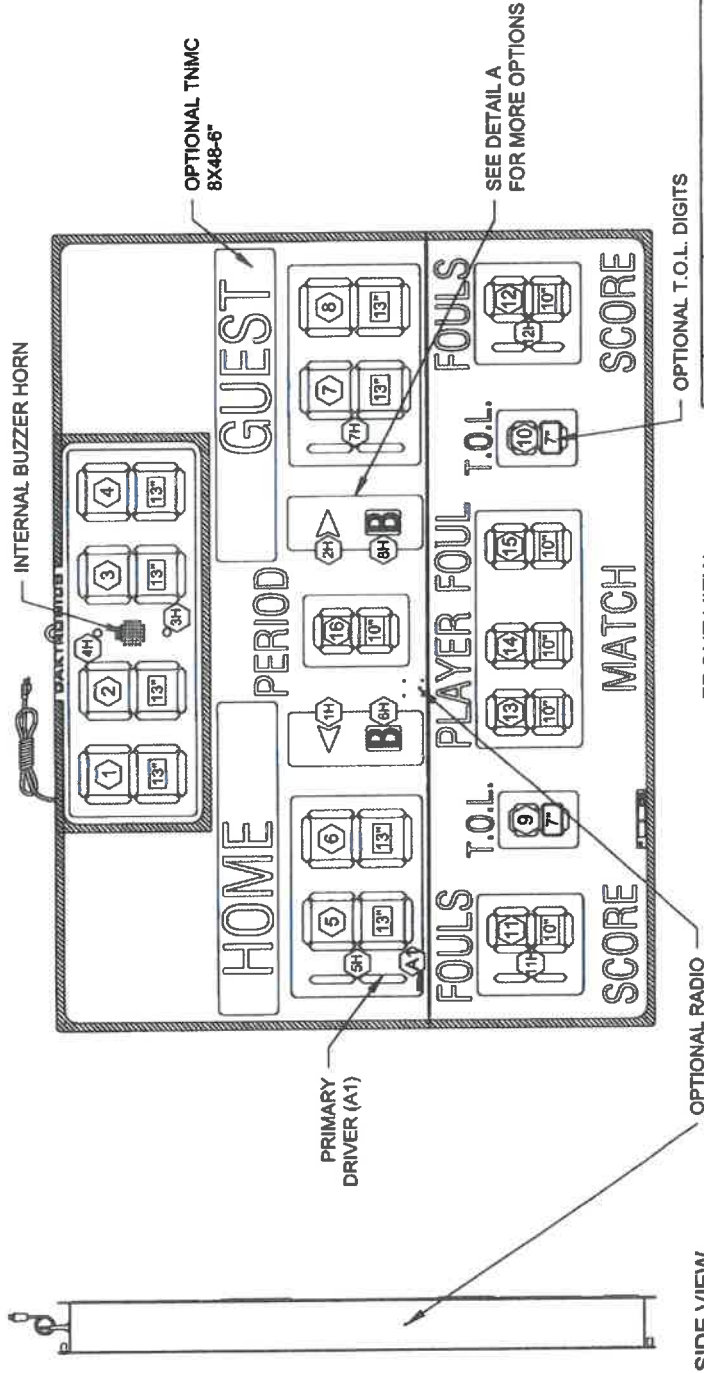 INTERNAL BUZZER HORN
DAKTRONICS
1 2 3 4
13" 13" 13" 13"
4H
3H
OPTIONAL TNMC
8X48-6"
HOME
PERIOD
GUEST
5 6
13" 13"
5H
A1
1H
B 6H
16
10"
2H
8H B
7 8
13" 13"
7H
PRIMARY
DRIVER (A1)
SEE DETAIL A
FOR MORE OPTIONS
FOULS T.O.L. PLAYER FOUL T.O.L. FOULS
11 9 13 14 15 10 12
11H 12H
10" 7" 10" 10" 10" 7" 10"
SCORE MATCH SCORE
OPTIONAL T.O.L. DIGITS
OPTIONAL RADIO
SIDE VIEW
FRONT VIEW